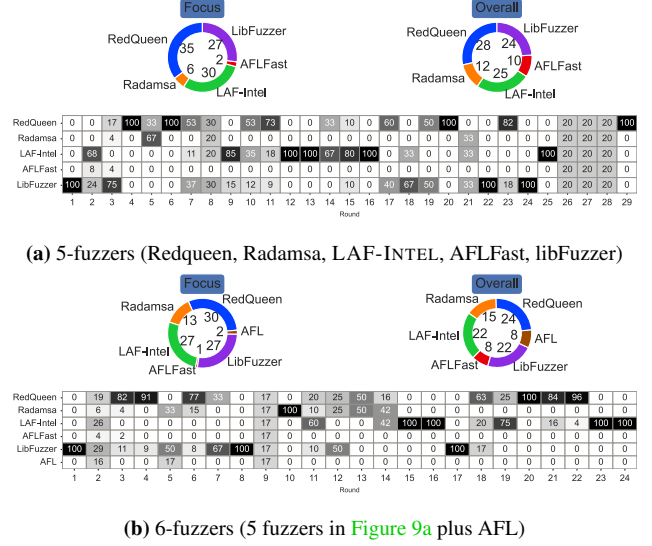 Focus
RedQueen
LibFuzzer
35
27
2
AFLFast
6
30
Radamsa
LAF-Intel
Overall
LibFuzzer
RedQueen
28
24
10
AFLFast
12
25
Radamsa
LAF-Intel
RedQueen 0 0 17 100 33 100 53 30 0 53 73 0 0 33 10 0 60 0 50 100 0 0 82 0 0 20 20 20 100
Radamsa 0 0 4 0 67 0 0 20 0 0 0 0 0 0 0 0 0 0 0 0 33 0 0 0 0 20 20 20 0
LAF-Intel 0 68 0 0 0 0 11 20 85 35 18 100 100 67 80 100 0 33 0 0 33 0 0 0 100 20 20 20 0
AFLFast 0 8 4 0 0 0 0 0 0 0 0 0 0 0 0 0 0 0 0 0 0 0 0 0 0 20 20 20 0
LibFuzzer 100 24 75 0 0 0 37 30 15 12 9 0 0 0 10 0 40 67 50 0 33 100 18 100 0 20 20 20 0
1 2 3 4 5 6 7 8 9 10 11 12 13 14 15 16 17 18 19 20 21 22 23 24 25 26 27 28 29
Round
(a) 5-fuzzers (Redqueen, Radamsa, LAF-INTEL, AFLFast, libFuzzer)
Focus
Radamsa
RedQueen
13
30
2
AFL
LAF-Intel
27
1
27
LibFuzzer
AFLFast
Overall
Radamsa
RedQueen
15
24
LAF-Intel
22
8
AFL
8
22
AFLFast
LibFuzzer
RedQueen 0 19 82 91 0 77 33 0 17 0 20 25 50 16 0 0 0 63 25 100 84 96 0 0
Radamsa 0 6 4 0 33 15 0 0 17 100 10 25 50 42 0 0 0 0 0 0 0 0 0 0
LAF-Intel 0 26 0 0 0 0 0 0 17 0 60 0 0 42 100 100 0 19 75 0 16 4 100 100
AFLFast 0 4 2 0 0 0 0 0 17 0 0 0 0 0 0 0 0 0 0 0 0 0 0 0
LibFuzzer 100 29 11 9 50 8 67 100 17 0 10 50 0 0 0 0 100 17 0 0 0 0 0 0
AFL 0 16 0 0 17 0 0 0 17 0 0 0 0 0 0 0 0 0 0 0 0 0 0 0
1 2 3 4 5 6 7 8 9 10 11 12 13 14 15 16 17 18 19 20 21 22 23 24
Round
(b) 6-fuzzers (5 fuzzers in Figure 9a plus AFL)